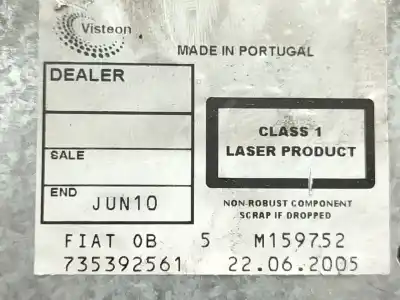 Visteon
MADE IN PORTUGAL
DEALER
SALE
END JUN10
CLASS 1
LASER PRODUCT
NON-ROBUST COMPONENT
SCRAP IF DROPPED
FIAT OB 5 M159752
735392561 22.06.2005